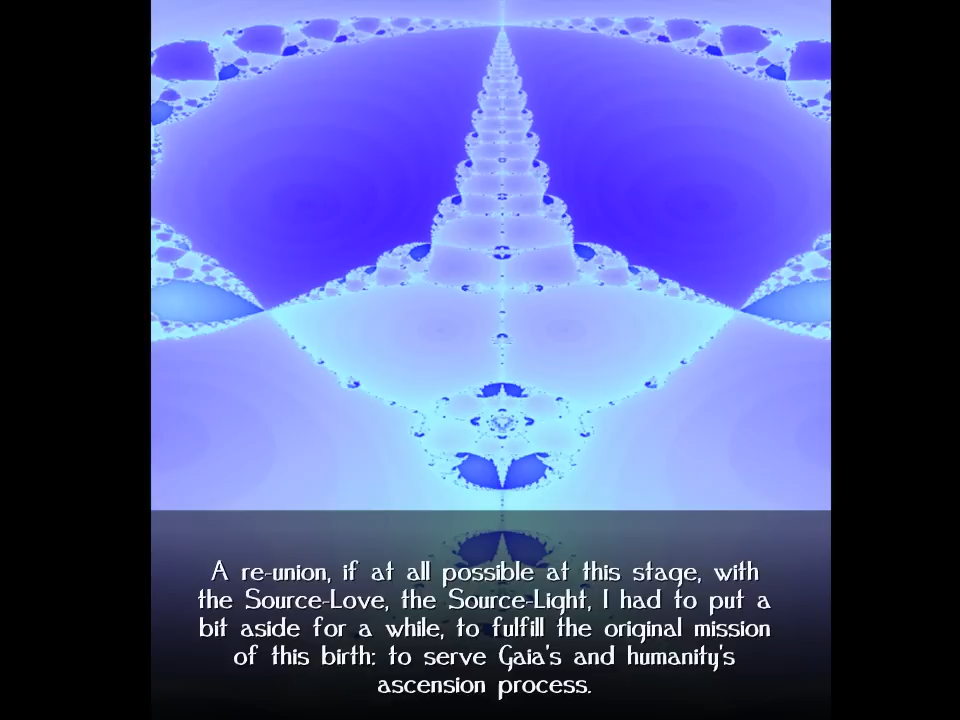 A re-union, if at all possible at this stage, with
the Source-Love, the Source-Light, I had to put a
bit aside for a while, to fulfill the original mission
of this birth: to serve Gaia's and humanity's
ascension process.